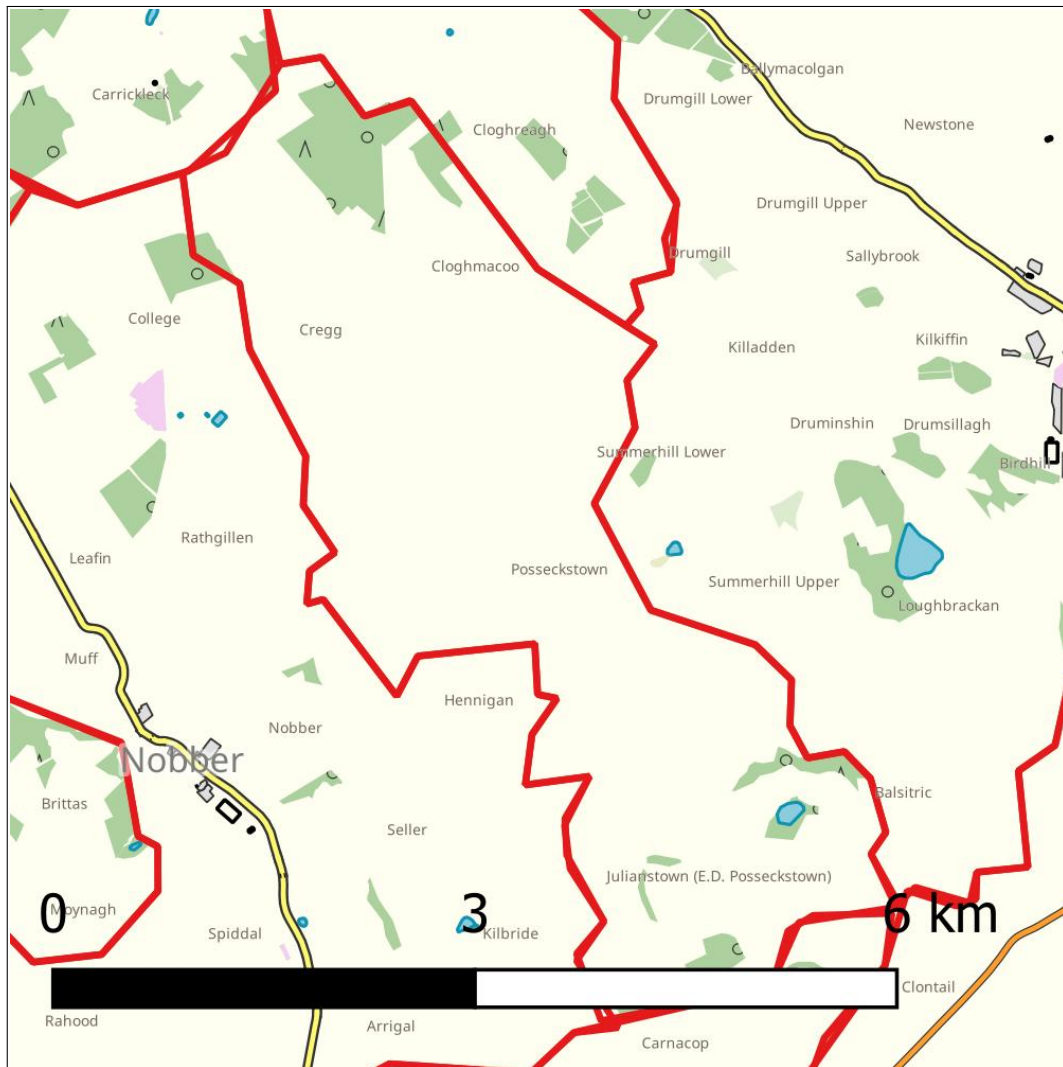 Ballymacolgan
Carrickleck
Drumgill Lower
Newstone
Cloghreagh
Drumgill Upper
Drumgill
Sallybrook
Cloghmacoo
College
Cregg
Kilkiffin
Killadden
Druminshin
Drumsillagh
Summerhill Lower
Birdhill
Rathgillen
Leafin
Posseckstown
Summerhill Upper
Loughbrackan
Muff
Hennigan
Nobber
Nobber
Balsitric
Brittas
Seller
Julianstown (E.D. Posseckstown)
Moynagh
0
3
6 km
Spiddal
Kilbride
Clontail
Rahood
Arrigal
Carnacop